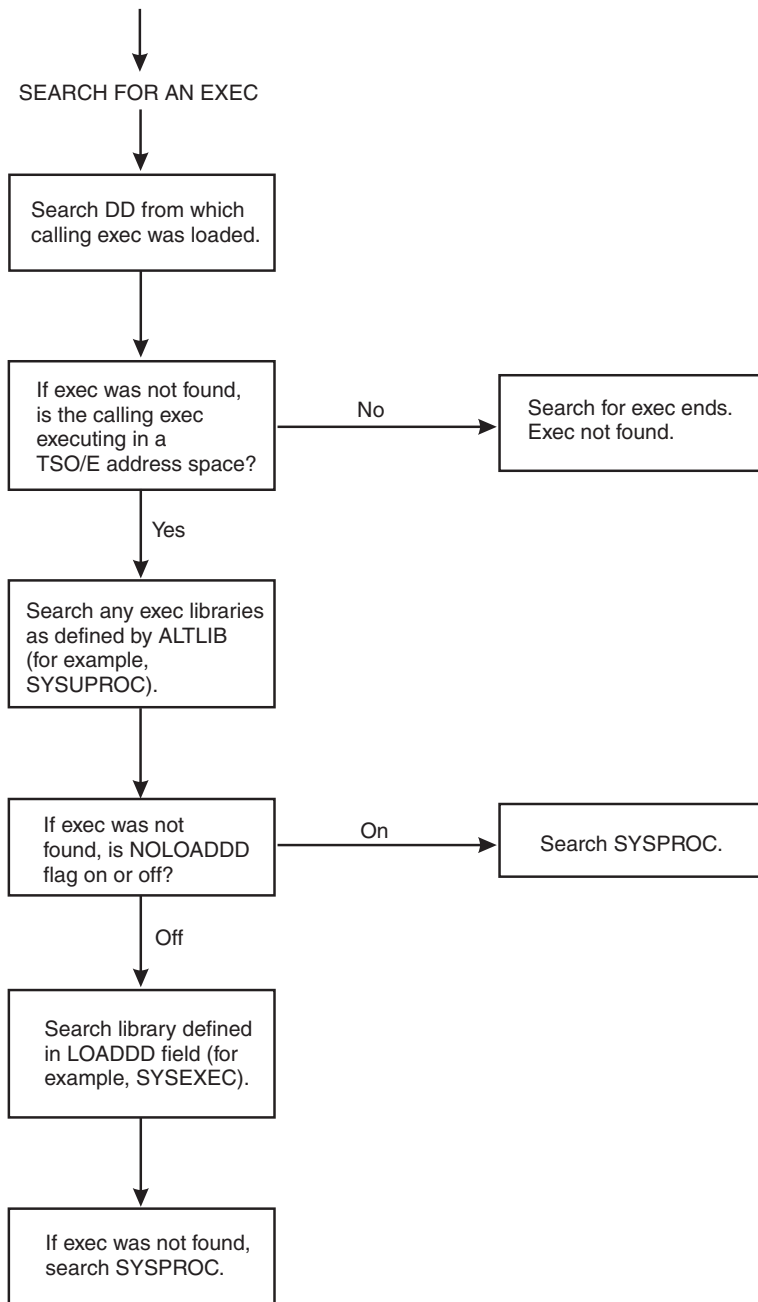 SEARCH FOR AN EXEC
Search DD from which
calling exec was loaded.
If exec was not found,
is the calling exec
executing in a
TSO/E address space?
No
Search for exec ends.
Exec not found.
Yes
Search any exec libraries
as defined by ALTLIB
(for example,
SYSUPROC).
If exec was not
found, is NOLOADDD
flag on or off?
On
Search SYSPROC.
Off
Search library defined
in LOADDD field (for
example, SYSEXEC).
If exec was not found,
search SYSPROC.